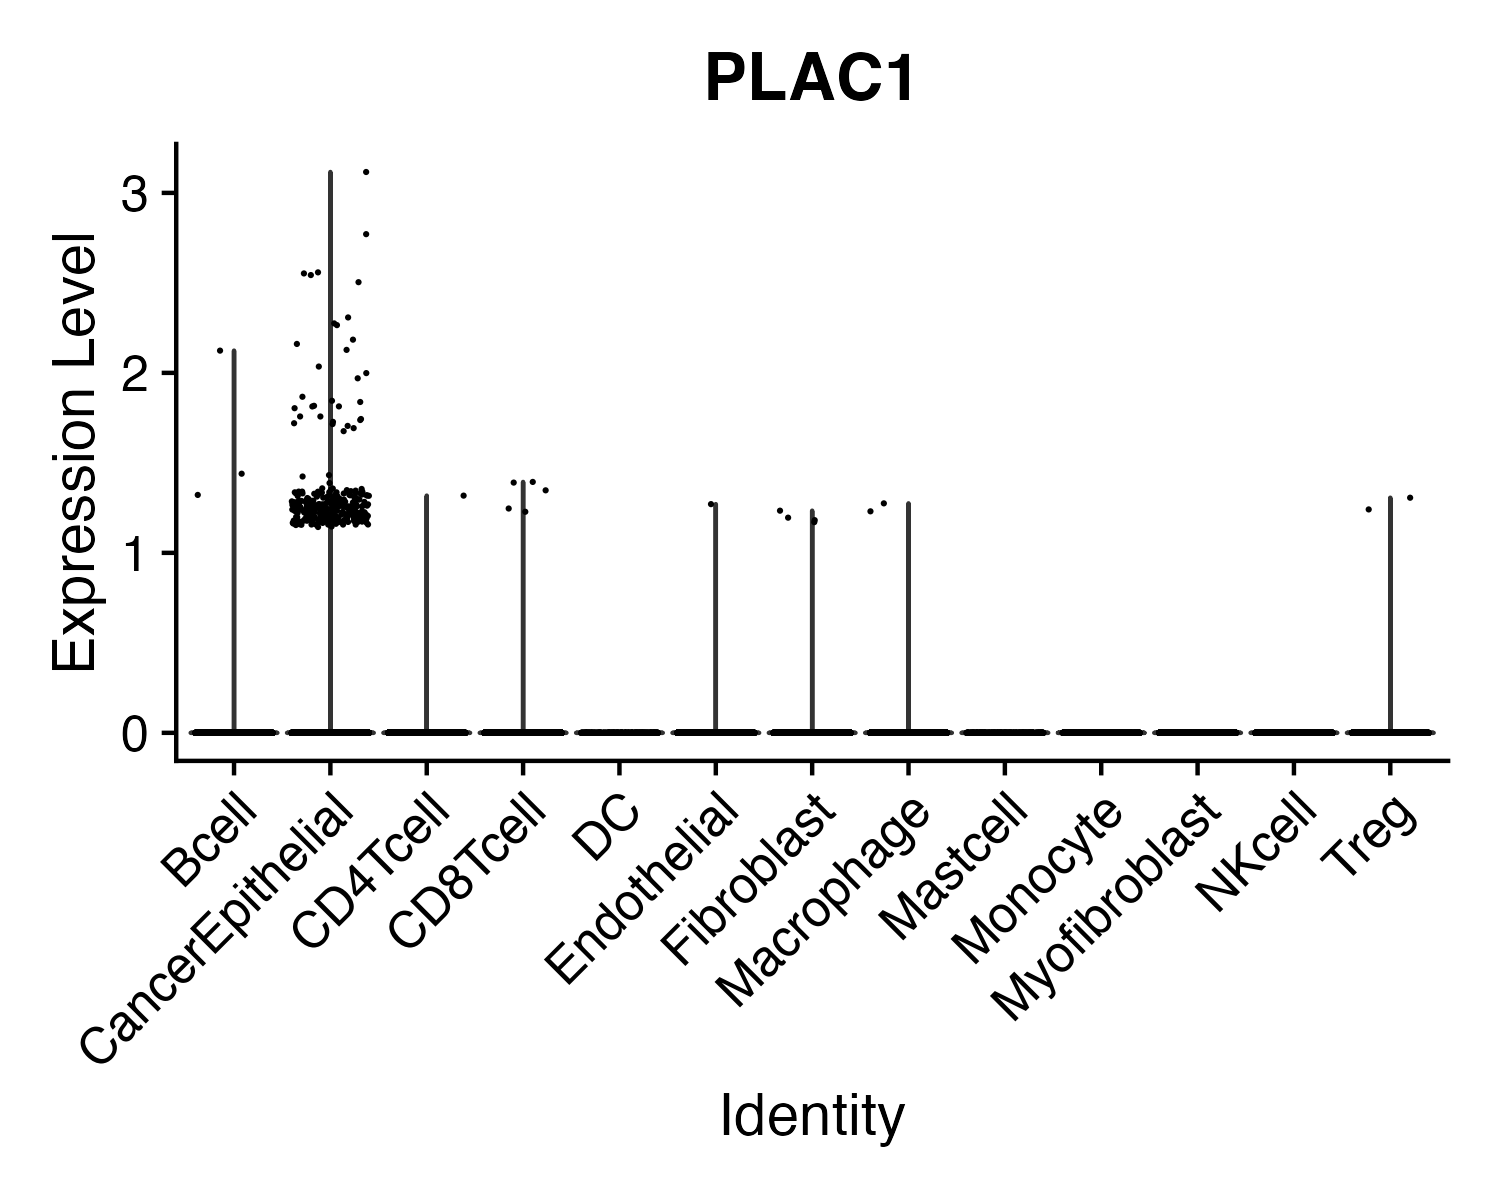 PLAC1
Expression Level
3
2
1
0
Bcell
CancerEpithelial
CD4Tcell
CD8Tcell
DC
Endothelial
Fibroblast
Macrophage
Mastcell
Monocyte
Myofibroblast
NKcell
Treg
Identity